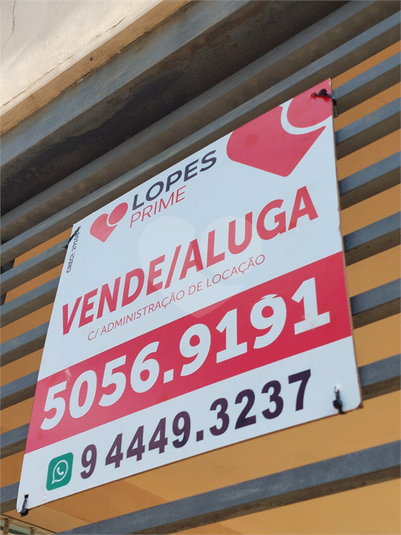 LOPES
PRIME
VENDE/ALUGA
C/ ADMINISTRAÇÃO DE LOCAÇÃO
5056.9191
9 4449.3237